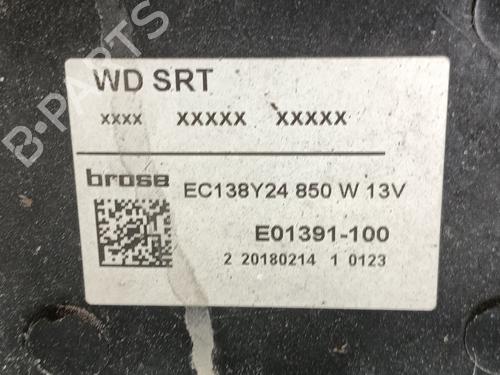 WD SRT
xxxx xxxxx xxxxx
brose
EC138Y24 850 W 13V
E01391-100
2 20180214 1 0123
B-PARTS